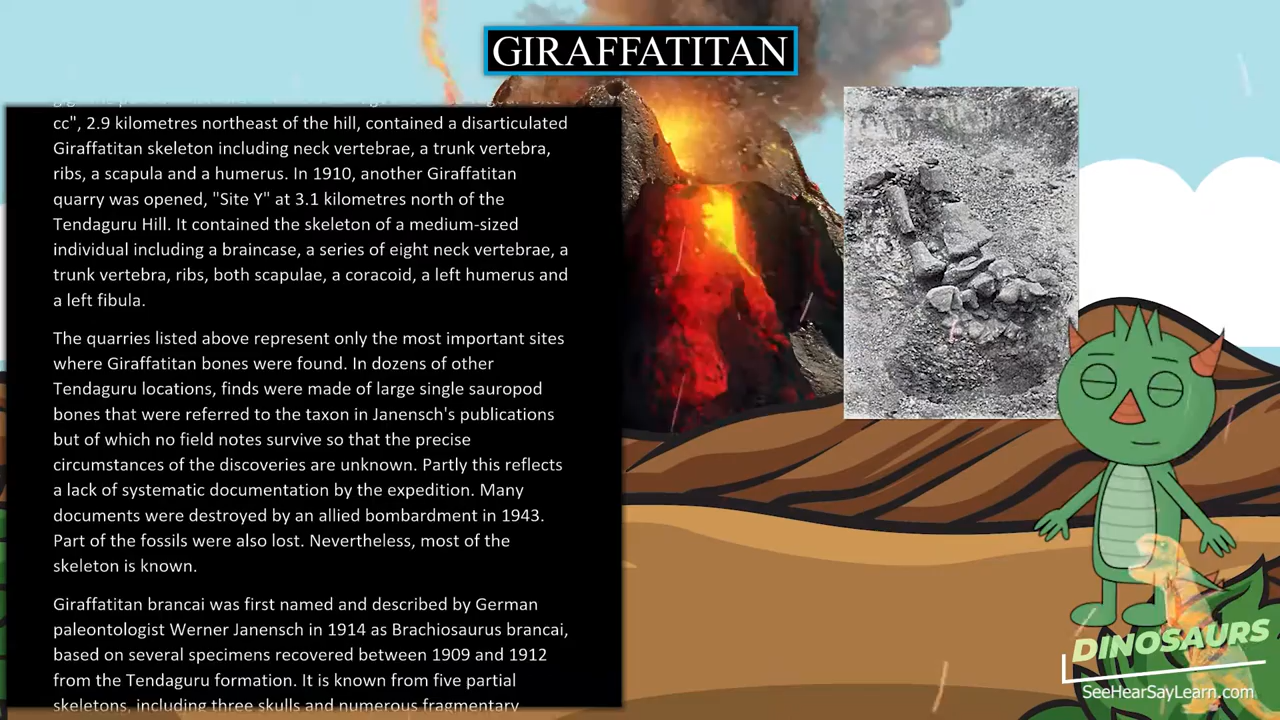 GIRAFFATITAN
cc", 2.9 kilometres northeast of the hill, contained a disarticulated
Giraffatitan skeleton including neck vertebrae, a trunk vertebra,
ribs, a scapula and a humerus. In 1910, another Giraffatitan
quarry was opened, "Site Y" at 3.1 kilometres north of the
Tendaguru Hill. It contained the skeleton of a medium-sized
individual including a braincase, a series of eight neck vertebrae, a
trunk vertebra, ribs, both scapulae, a coracoid, a left humerus and
a left fibula.
The quarries listed above represent only the most important sites
where Giraffatitan bones were found. In dozens of other
Tendaguru locations, finds were made of large single sauropod
bones that were referred to the taxon in Janensch's publications
but of which no field notes survive so that the precise
circumstances of the discoveries are unknown. Partly this reflects
a lack of systematic documentation by the expedition. Many
documents were destroyed by an allied bombardment in 1943.
Part of the fossils were also lost. Nevertheless, most of the
skeleton is known.
Giraffatitan brancai was first named and described by German
paleontologist Werner Janensch in 1914 as Brachiosaurus brancai,
based on several specimens recovered between 1909 and 1912
from the Tendaguru formation. It is known from five partial
skeletons, including three skulls and numerous fragmentary
DINOSAURS
SeeHearSayLearn.com